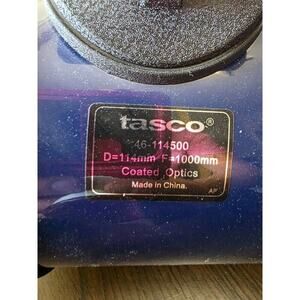 tasco®
46-114500
D=114mm F=1000mm
Coated Optics
Made in China.